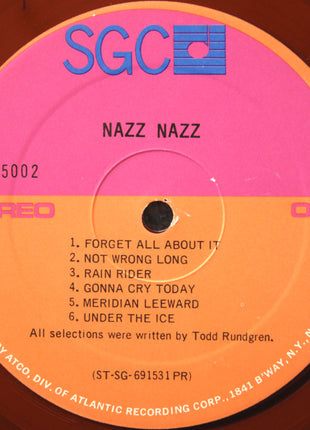 SGC
NAZZ NAZZ
5002
REO
1. FORGET ALL ABOUT IT
2. NOT WRONG LONG
3. RAIN RIDER
4. GONNA CRY TODAY
5. MERIDIAN LEEWARD
6. UNDER THE ICE
All selections were written by Todd Rundgren.
(ST-SG-691531 PR)
BY ATCO, DIV. OF ATLANTIC RECORDING CORP., 1841 B'WAY, N.Y., N.